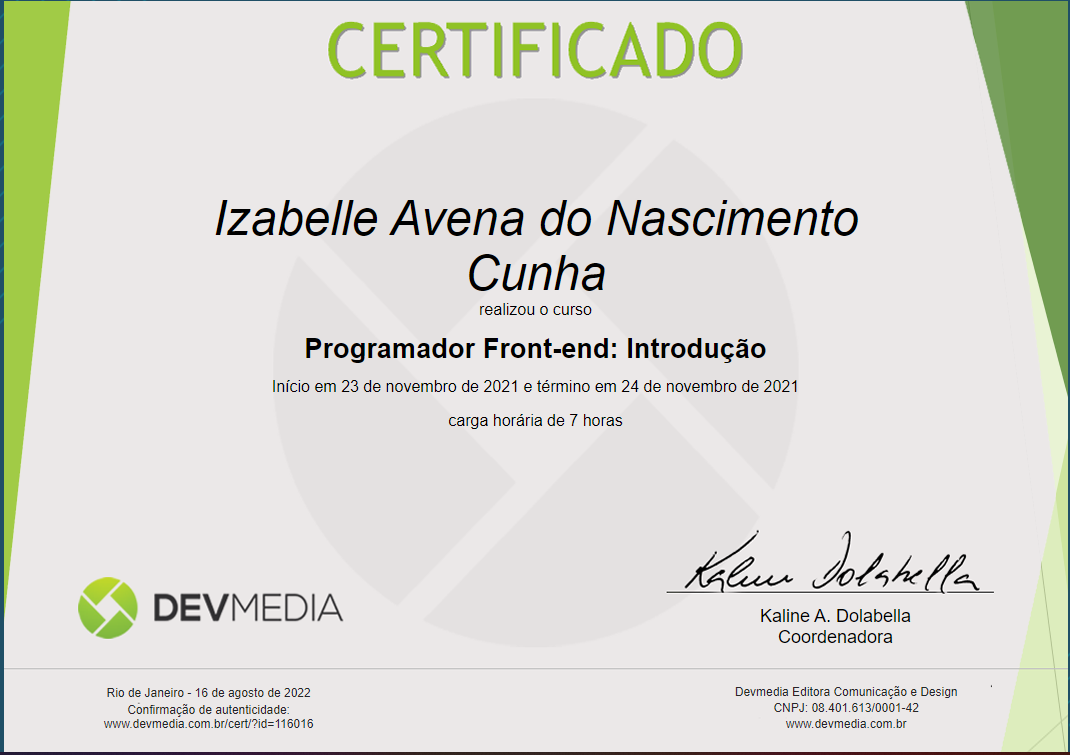 CERTIFICADO
Izabelle Avena do Nascimento
Cunha
realizou o curso
Programador Front-end: Introdução
Início em 23 de novembro de 2021 e término em 24 de novembro de 2021
carga horária de 7 horas
Kaline Dolabella
DEVMEDIA
Kaline A. Dolabella
Coordenadora
Rio de Janeiro - 16 de agosto de 2022
Confirmação de autenticidade:
www.devmedia.com.br/cert/?id=116016
Devmedia Editora Comunicação e Design
CNPJ: 08.401.613/0001-42
www.devmedia.com.br